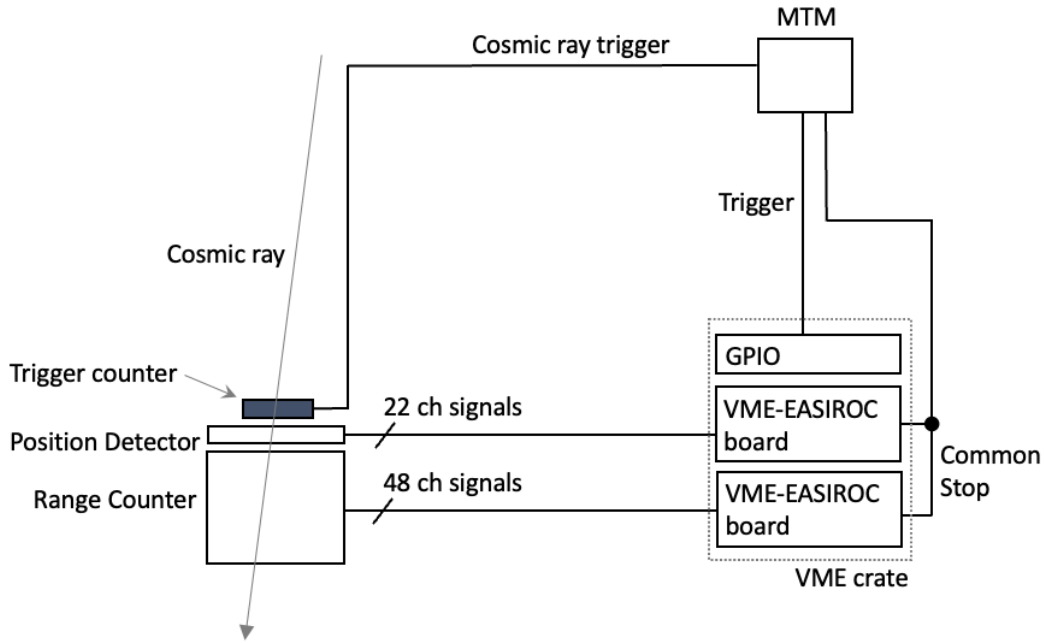 MTM
Cosmic ray trigger
Trigger
Cosmic ray
GPIO
Trigger counter
22 ch signals
VME-EASIROC
board
Position Detector
Common
Stop
48 ch signals
VME-EASIROC
board
Range Counter
VME crate